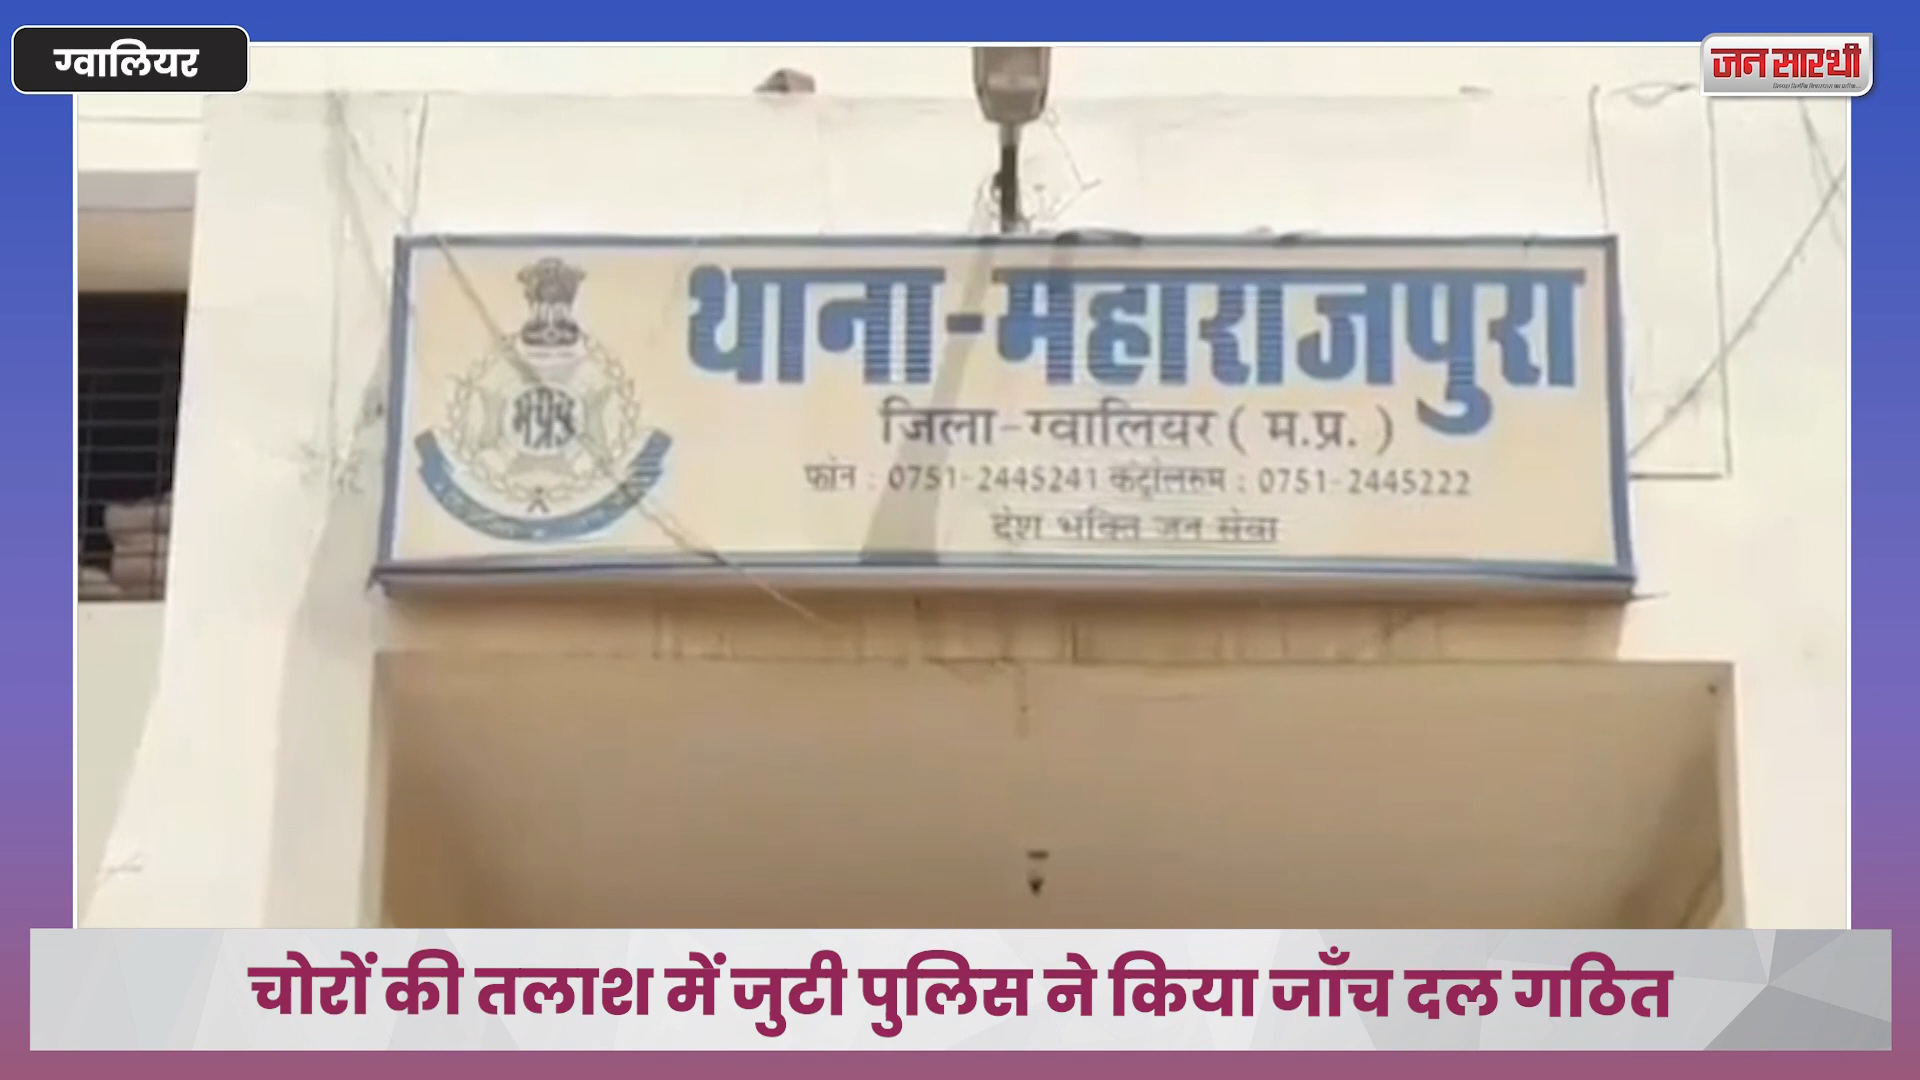 ग्वालियर
जन सारथी
थाना-महाराजपुरा
जिला-ग्वालियर ( म.प्र. )
फोन : 0751-2445241 कंट्रोलरुम : 0751-2445222
देश भक्ति जन सेवा
चोरों की तलाश में जुटी पुलिस ने किया जाँच दल गठित